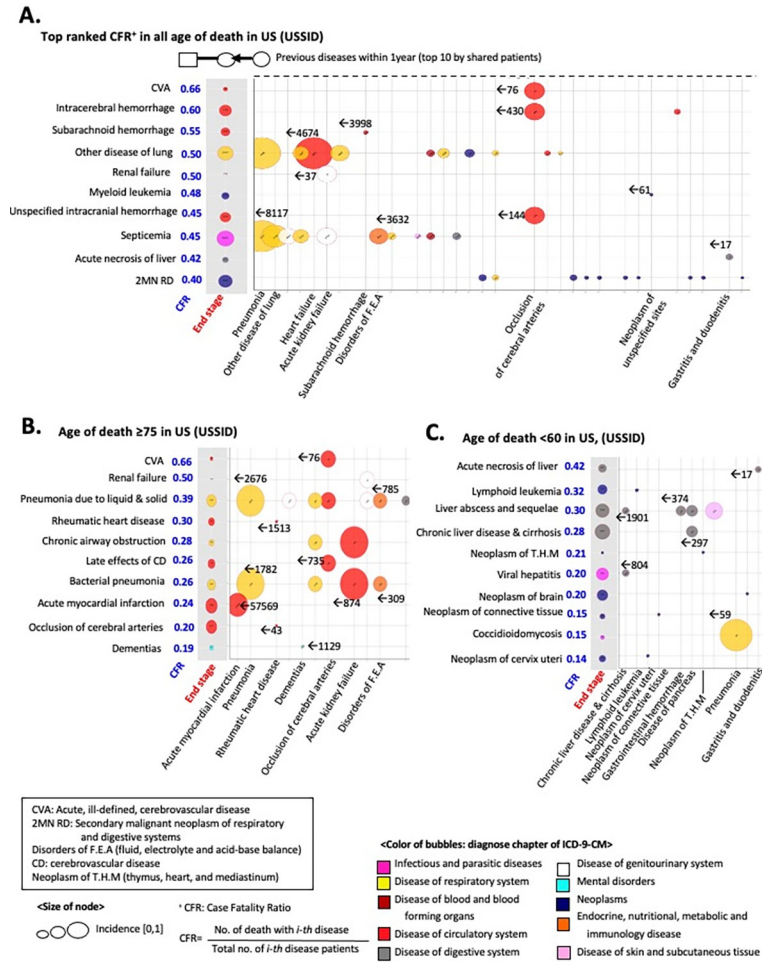 A.
Top ranked CFR⁺ in all age of death in US (USSID)
Previous diseases within 1year (top 10 by shared patients)
CVA 0.66 ←76
Intracerebral hemorrhage 0.60 ←430
Subarachnoid hemorrhage 0.55 ←3998
←4674
Other disease of lung 0.50
Renal failure 0.50 ←37
Myeloid leukemia 0.48 ←61
Unspecified intracranial hemorrhage 0.45 ←8117 ←144
←3632
Septicemia 0.45
Acute necrosis of liver 0.42 ←17
2MN RD 0.40
CFR
End stage
Pneumonia
Other disease of lung
Heart failure
Acute kidney failure
Subarachnoid hemorrhage
Disorders of F.E.A
Occlusion
of cerebral arteries
Neoplasm of
unspecified sites
Gastritis and duodenitis
B.
Age of death ≥75 in US (USSID)
CVA 0.66 ←76
Renal failure 0.50 ←2676
←785
Pneumonia due to liquid & solid 0.39
Rheumatic heart disease 0.30 ←1513
Chronic airway obstruction 0.28
Late effects of CD 0.26 ←735
←1782
Bacterial pneumonia 0.26
Acute myocardial infarction 0.24 ←57569 ←874 ←309
Occlusion of cerebral arteries 0.20 ←43
Dementias 0.19 ←1129
CFR
End stage
Acute myocardial infarction
Pneumonia
Rheumatic heart disease
Dementias
Occlusion of cerebral arteries
Acute kidney failure
Disorders of F.E.A
C.
Age of death <60 in US, (USSID)
Acute necrosis of liver 0.42 ←17
Lymphoid leukemia 0.32
Liver abscess and sequelae 0.30 ←1901 ←374
Chronic liver disease & cirrhosis 0.28 ←297
Neoplasm of T.H.M 0.21
Viral hepatitis 0.20 ←804
Neoplasm of brain 0.20
Neoplasm of connective tissue 0.15 ←59
Coccidioidomycosis 0.15
Neoplasm of cervix uteri 0.14
CFR
End stage
Chronic liver disease & cirrhosis
Lymphoid leukemia
Neoplasm of cervix uteri
Neoplasm of connective tissue
Gastrointestinal hemorrhage
Disease of pancreas
Neoplasm of T.H.M
Pneumonia
Gastritis and duodenitis
CVA: Acute, ill-defined, cerebrovascular disease
2MN RD: Secondary malignant neoplasm of respiratory
and digestive systems
Disorders of F.E.A (fluid, electrolyte and acid-base balance)
CD: cerebrovascular disease
Neoplasm of T.H.M (thymus, heart, and mediastinum)
<Size of node>
Incidence [0,1]
⁺ CFR: Case Fatality Ratio
CFR= No. of death with i-th disease
Total no. of i-th disease patients
<Color of bubbles: diagnose chapter of ICD-9-CM>
Infectious and parasitic diseases
Disease of respiratory system
Disease of blood and blood
forming organs
Disease of circulatory system
Disease of digestive system
Disease of genitourinary system
Mental disorders
Neoplasms
Endocrine, nutritional, metabolic and
immunology disease
Disease of skin and subcutaneous tissue